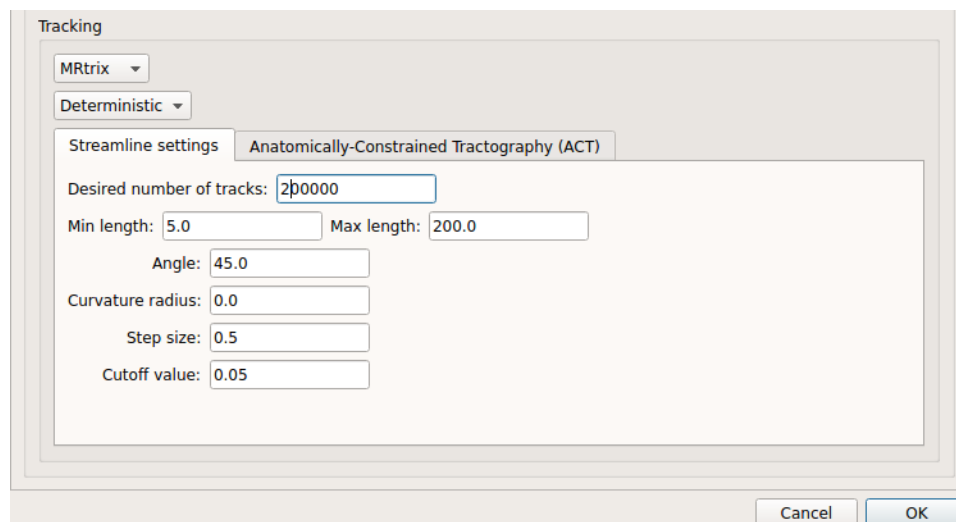 Tracking
MRtrix
Deterministic
Streamline settings Anatomically-Constrained Tractography (ACT)
Desired number of tracks: 200000
Min length: 5.0 Max length: 200.0
Angle: 45.0
Curvature radius: 0.0
Step size: 0.5
Cutoff value: 0.05
Cancel OK